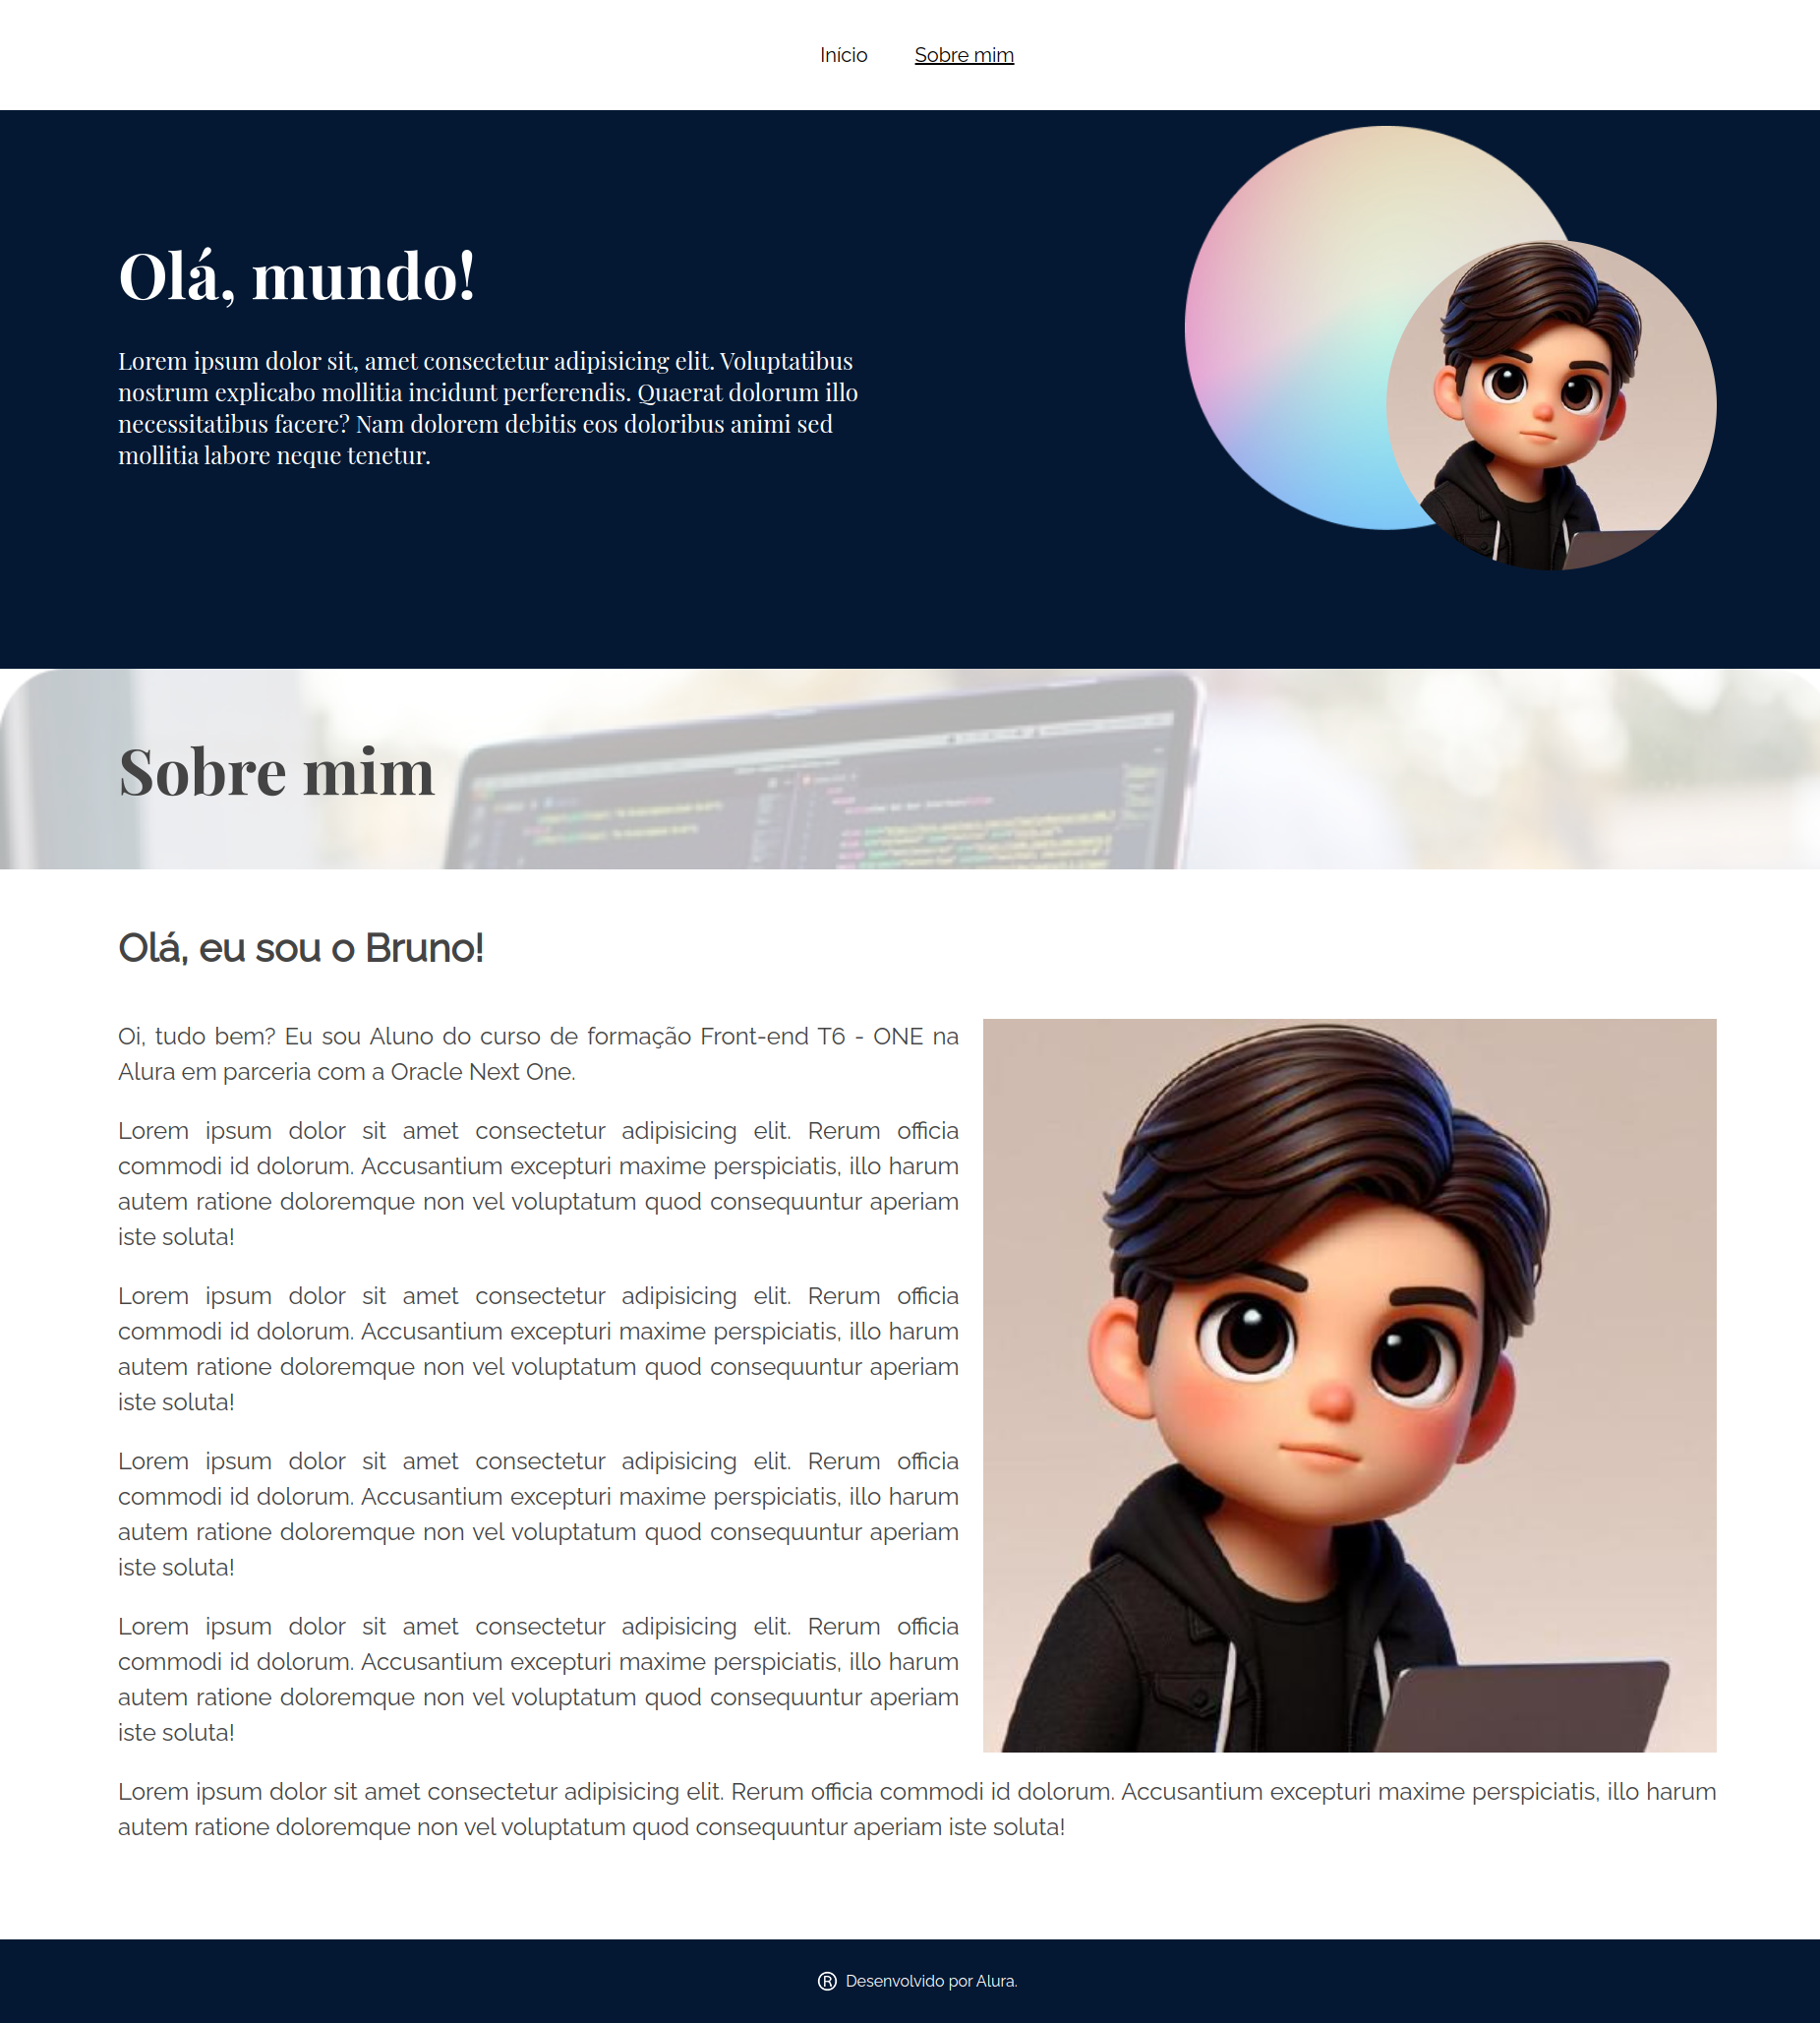 Início Sobre mim
Olá, mundo!
Lorem ipsum dolor sit, amet consectetur adipisicing elit. Voluptatibus
nostrum explicabo mollitia incidunt perferendis. Quaerat dolorum illo
necessitatibus facere? Nam dolorem debitis eos doloribus animi sed
mollitia labore neque tenetur.
Sobre mim
Olá, eu sou o Bruno!
Oi, tudo bem? Eu sou Aluno do curso de formação Front-end T6 - ONE na
Alura em parceria com a Oracle Next One.
Lorem ipsum dolor sit amet consectetur adipisicing elit. Rerum officia
commodi id dolorum. Accusantium excepturi maxime perspiciatis, illo harum
autem ratione doloremque non vel voluptatum quod consequuntur aperiam
iste soluta!
Lorem ipsum dolor sit amet consectetur adipisicing elit. Rerum officia
commodi id dolorum. Accusantium excepturi maxime perspiciatis, illo harum
autem ratione doloremque non vel voluptatum quod consequuntur aperiam
iste soluta!
Lorem ipsum dolor sit amet consectetur adipisicing elit. Rerum officia
commodi id dolorum. Accusantium excepturi maxime perspiciatis, illo harum
autem ratione doloremque non vel voluptatum quod consequuntur aperiam
iste soluta!
Lorem ipsum dolor sit amet consectetur adipisicing elit. Rerum officia
commodi id dolorum. Accusantium excepturi maxime perspiciatis, illo harum
autem ratione doloremque non vel voluptatum quod consequuntur aperiam
iste soluta!
Lorem ipsum dolor sit amet consectetur adipisicing elit. Rerum officia commodi id dolorum. Accusantium excepturi maxime perspiciatis, illo harum
autem ratione doloremque non vel voluptatum quod consequuntur aperiam iste soluta!
® Desenvolvido por Alura.